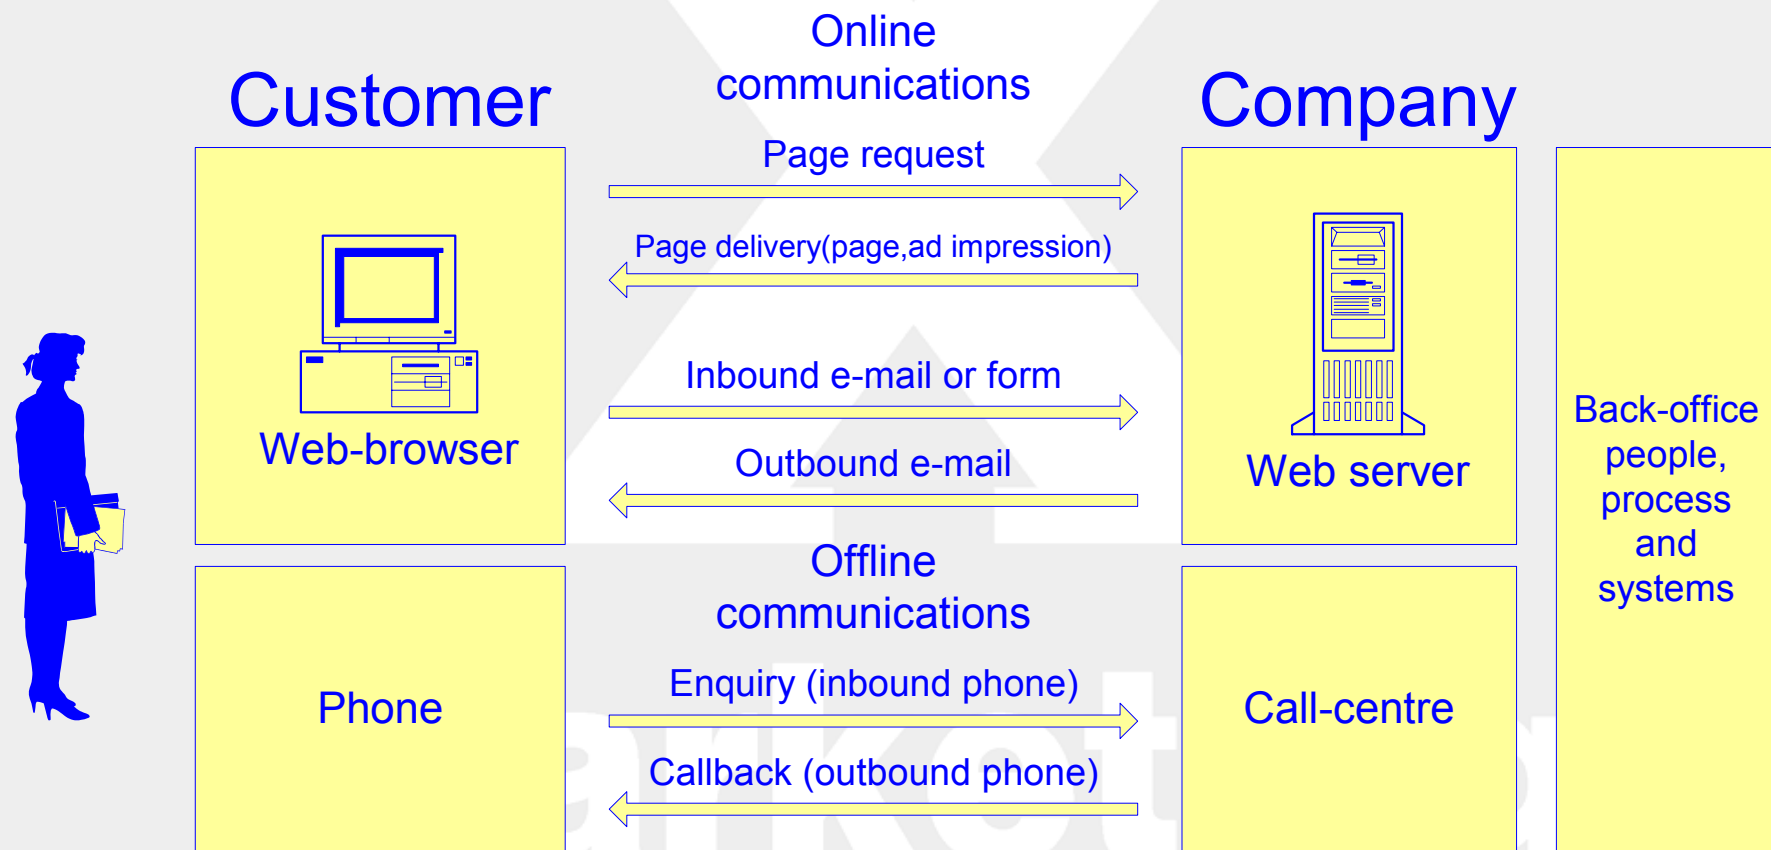 Online
communications
Customer
Company
Page request
Page delivery(page,ad impression)
Inbound e-mail or form
Outbound e-mail
Web-browser
Web server
Back-office
people,
process
and
systems
Offline
communications
Enquiry (inbound phone)
Callback (outbound phone)
Phone
Call-centre